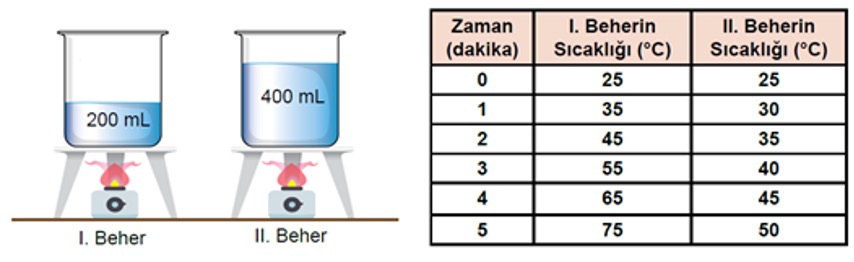 200 mL
400 mL
I. Beher
II. Beher
Zaman (dakika) I. Beherin Sıcaklığı (°C) II. Beherin Sıcaklığı (°C)
0 25 25
1 35 30
2 45 35
3 55 40
4 65 45
5 75 50